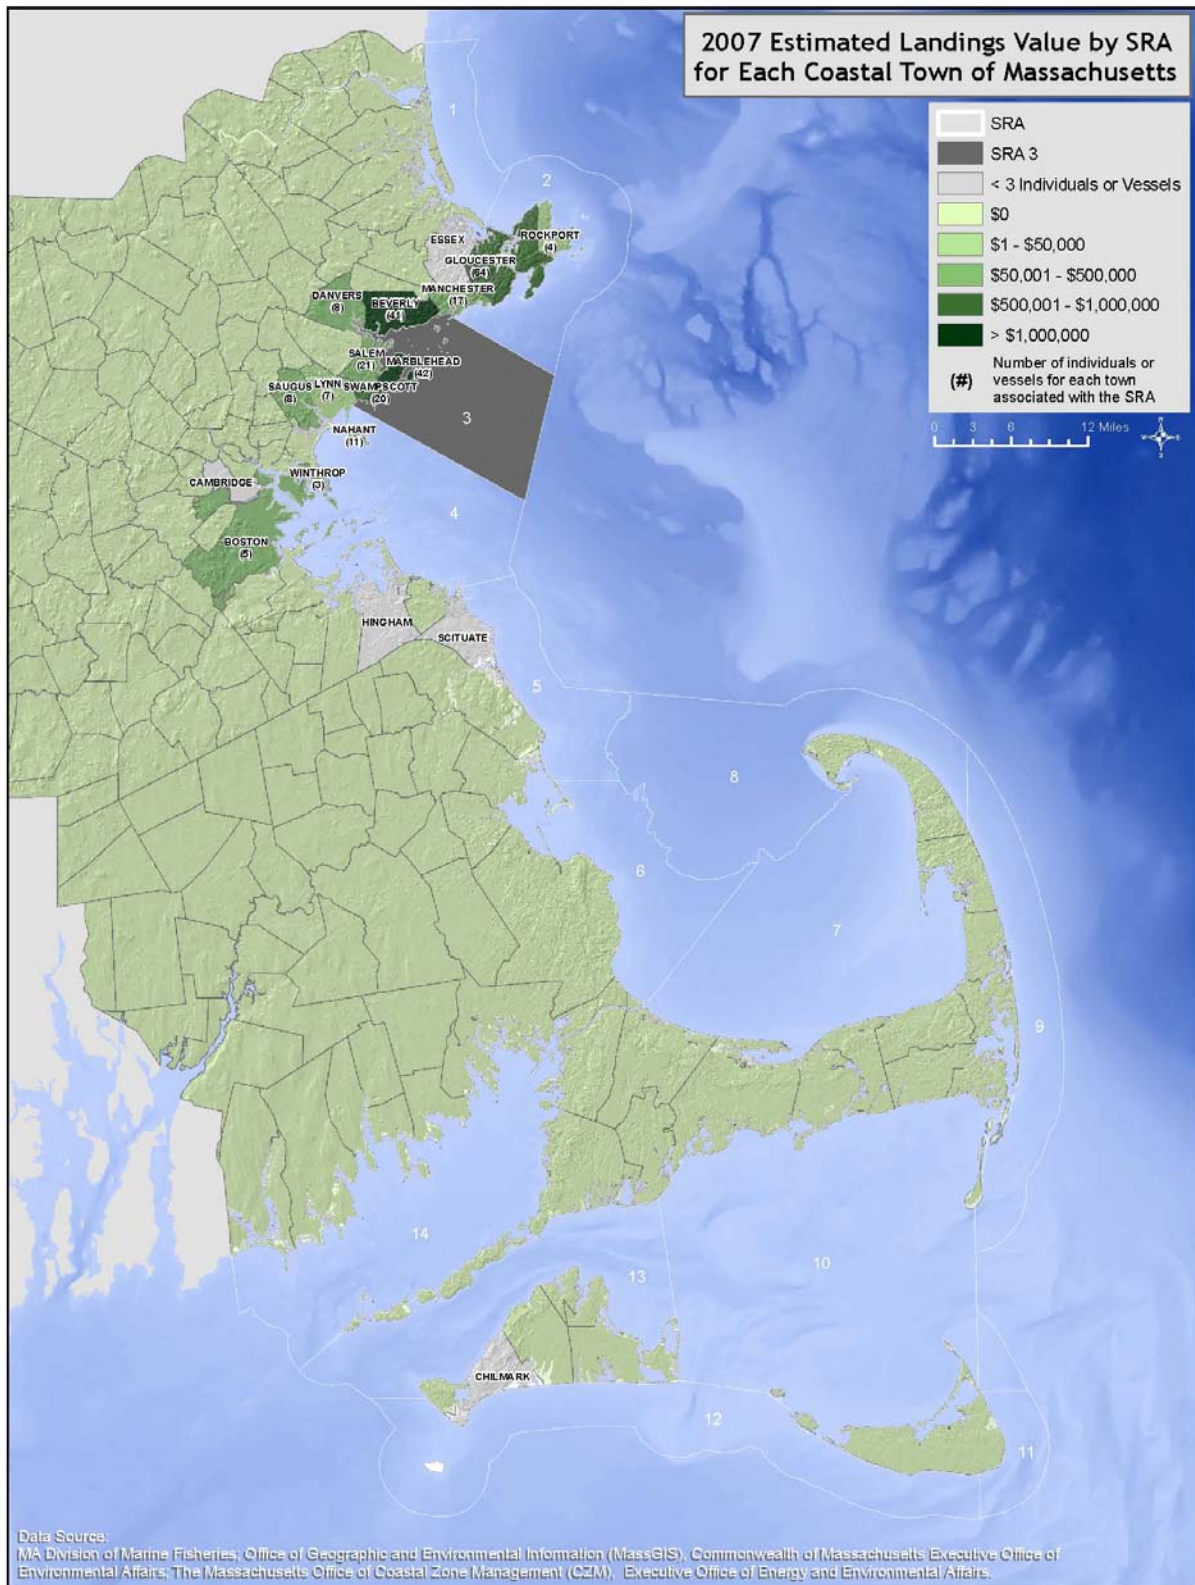 2007 Estimated Landings Value by SRA
for Each Coastal Town of Massachusetts
SRA
SRA 3
< 3 Individuals or Vessels
$0
$1 - $50,000
$50,001 - $500,000
$500,001 - $1,000,000
> $1,000,000
(#)
Number of individuals or
vessels for each town
associated with the SRA
0 3 6 12 Miles
N
W E
S
1
2
ESSEX
ROCKPORT
(4)
GLOUCESTER
(64)
MANCHESTER
(17)
DANVERS
(8)
BEVERLY
(41)
SALEM
(21)
MARBLEHEAD
(42)
SAUGUS
(8)
LYNN
(7)
SWAMPSCOTT
(20)
3
NAHANT
(11)
WINTHROP
(3)
CAMBRIDGE
4
BOSTON
(5)
HINGHAM
SCITUATE
5
8
6
7
9
14
13
10
CHILMARK
12
11
Data Source:
MA Division of Marine Fisheries; Office of Geographic and Environmental Information (MassGIS), Commonwealth of Massachusetts Executive Office of
Environmental Affairs; The Massachusetts Office of Coastal Zone Management (CZM), Executive Office of Energy and Environmental Affairs.